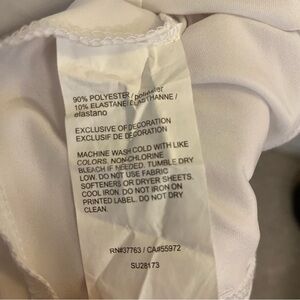 90% POLYESTER / polyester
10% ELASTANE / ELASTHANNE /
elastano
EXCLUSIVE OF DECORATION
EXCLUSIF DE DECORATION
MACHINE WASH COLD WITH LIKE
COLORS. NON-CHLORINE
BLEACH IF NEEDED. TUMBLE DRY
LOW. DO NOT USE FABRIC
SOFTENERS OR DRYER SHEETS.
COOL IRON. DO NOT IRON ON
PRINTED LABEL. DO NOT DRY
CLEAN.
RN#37763 / CA#55972
SU28173